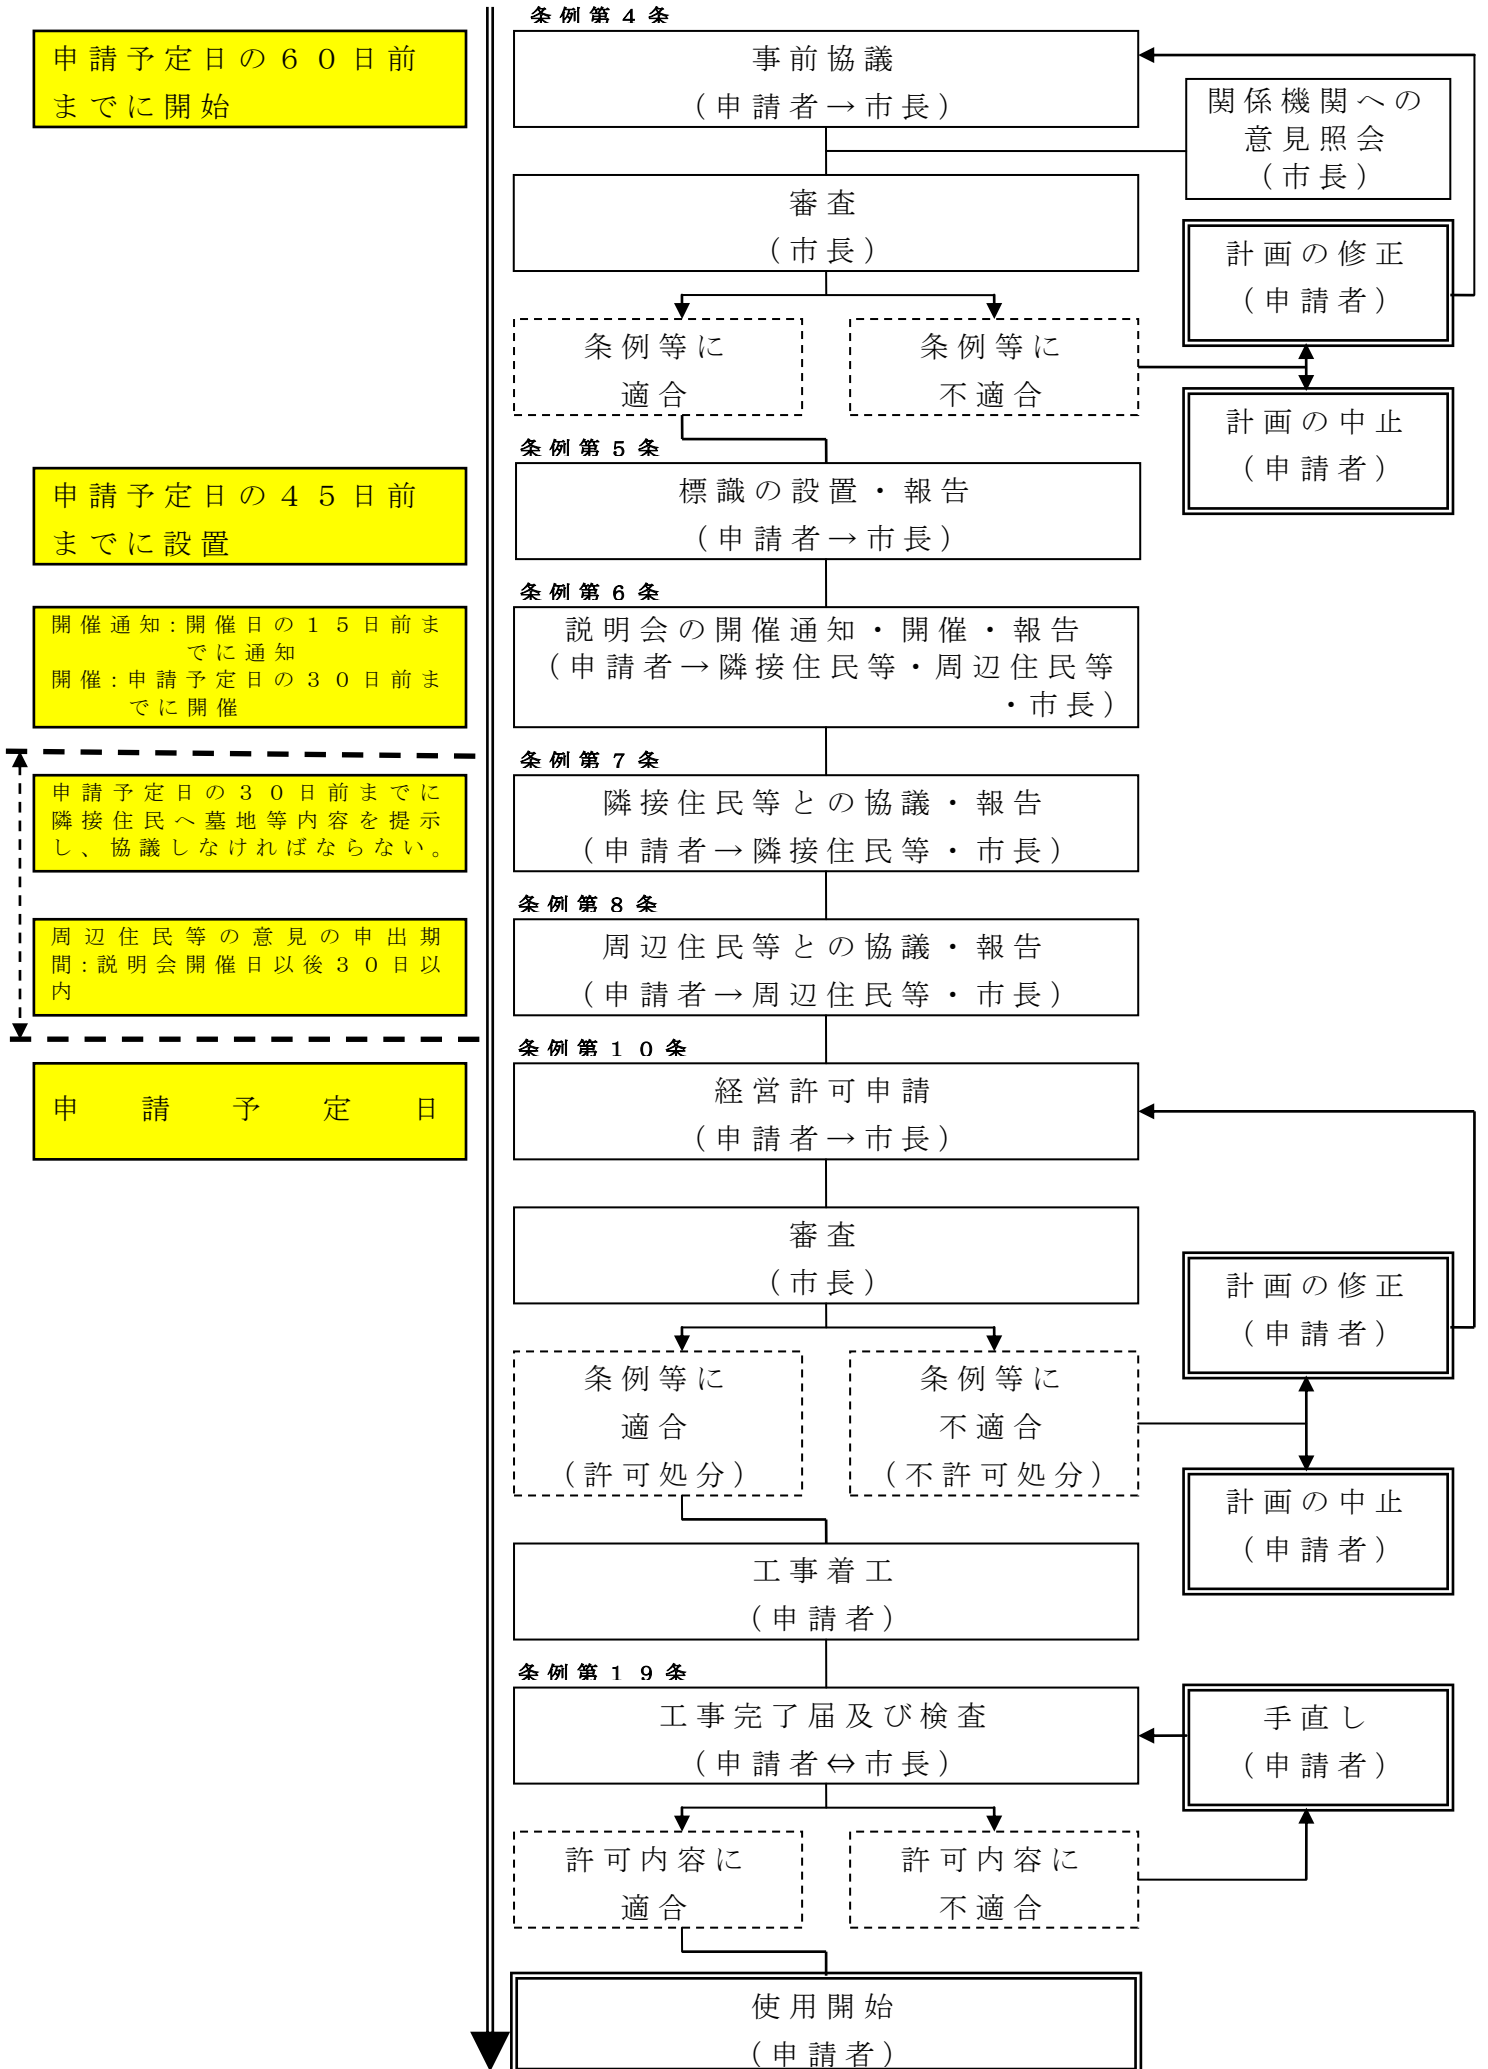 条例第４条
申請予定日の６０日前
までに開始
事前協議
（申請者→市長）
関係機関への
意見照会
（市長）
審査
（市長）
計画の修正
（申請者）
条例等に
適合
条例等に
不適合
計画の中止
（申請者）
条例第５条
申請予定日の４５日前
までに設置
標識の設置・報告
（申請者→市長）
条例第６条
開催通知：開催日の１５日前ま
でに通知
開催：申請予定日の３０日前ま
でに開催
説明会の開催通知・開催・報告
（申請者→隣接住民等・周辺住民等
・市長）
条例第７条
申請予定日の３０日前までに
隣接住民へ墓地等内容を提示
し、協議しなければならない。
隣接住民等との協議・報告
（申請者→隣接住民等・市長）
条例第８条
周辺住民等の意見の申出期
間：説明会開催日以後３０日以
内
周辺住民等との協議・報告
（申請者→周辺住民等・市長）
条例第１０条
申請予定日
経営許可申請
（申請者→市長）
審査
（市長）
計画の修正
（申請者）
条例等に
適合
（許可処分）
条例等に
不適合
（不許可処分）
計画の中止
（申請者）
工事着工
（申請者）
条例第１９条
工事完了届及び検査
（申請者⇔市長）
手直し
（申請者）
許可内容に
適合
許可内容に
不適合
使用開始
（申請者）